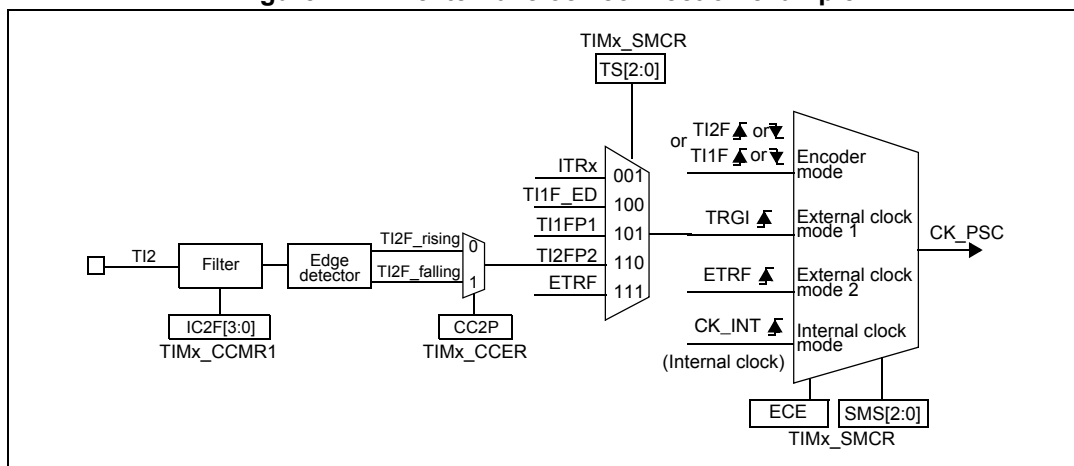 TIMx_SMCR
TS[2:0]
or TI2F or
TI1F or
Encoder
mode
ITRx
001
TI1F_ED
100
TI1FP1
101
TRGI
External clock
mode 1
CK_PSC
TI2
Filter
Edge
detector
TI2F_rising
0
TI2F_falling
1
TI2FP2
110
ETRF
111
ETRF
External clock
mode 2
IC2F[3:0]
TIMx_CCMR1
CC2P
TIMx_CCER
CK_INT
Internal clock
mode
(Internal clock)
ECE
SMS[2:0]
TIMx_SMCR